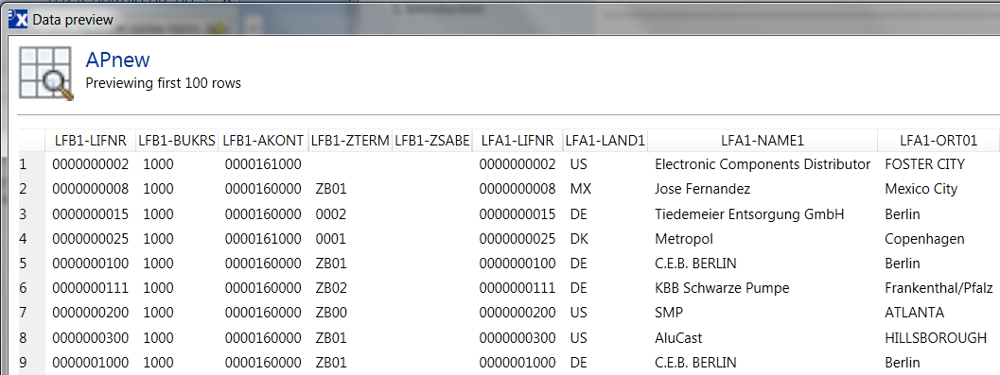 Data preview
APnew
Previewing first 100 rows
LFB1-LIFNR LFB1-BUKRS LFB1-AKONT LFB1-ZTERM LFB1-ZSABE LFA1-LIFNR LFA1-LAND1 LFA1-NAME1 LFA1-ORT01
1 0000000002 1000 0000161000 0000000002 US Electronic Components Distributor FOSTER CITY
2 0000000008 1000 0000160000 ZB01 0000000008 MX Jose Fernandez Mexico City
3 0000000015 1000 0000160000 0002 0000000015 DE Tiedemeier Entsorgung GmbH Berlin
4 0000000025 1000 0000161000 0001 0000000025 DK Metropol Copenhagen
5 0000000100 1000 0000160000 ZB01 0000000100 DE C.E.B. BERLIN Berlin
6 0000000111 1000 0000160000 ZB02 0000000111 DE KBB Schwarze Pumpe Frankenthal/Pfalz
7 0000000200 1000 0000160000 ZB00 0000000200 US SMP ATLANTA
8 0000000300 1000 0000160000 ZB01 0000000300 US AluCast HILLSBOROUGH
9 0000001000 1000 0000160000 ZB01 0000001000 DE C.E.B. BERLIN Berlin